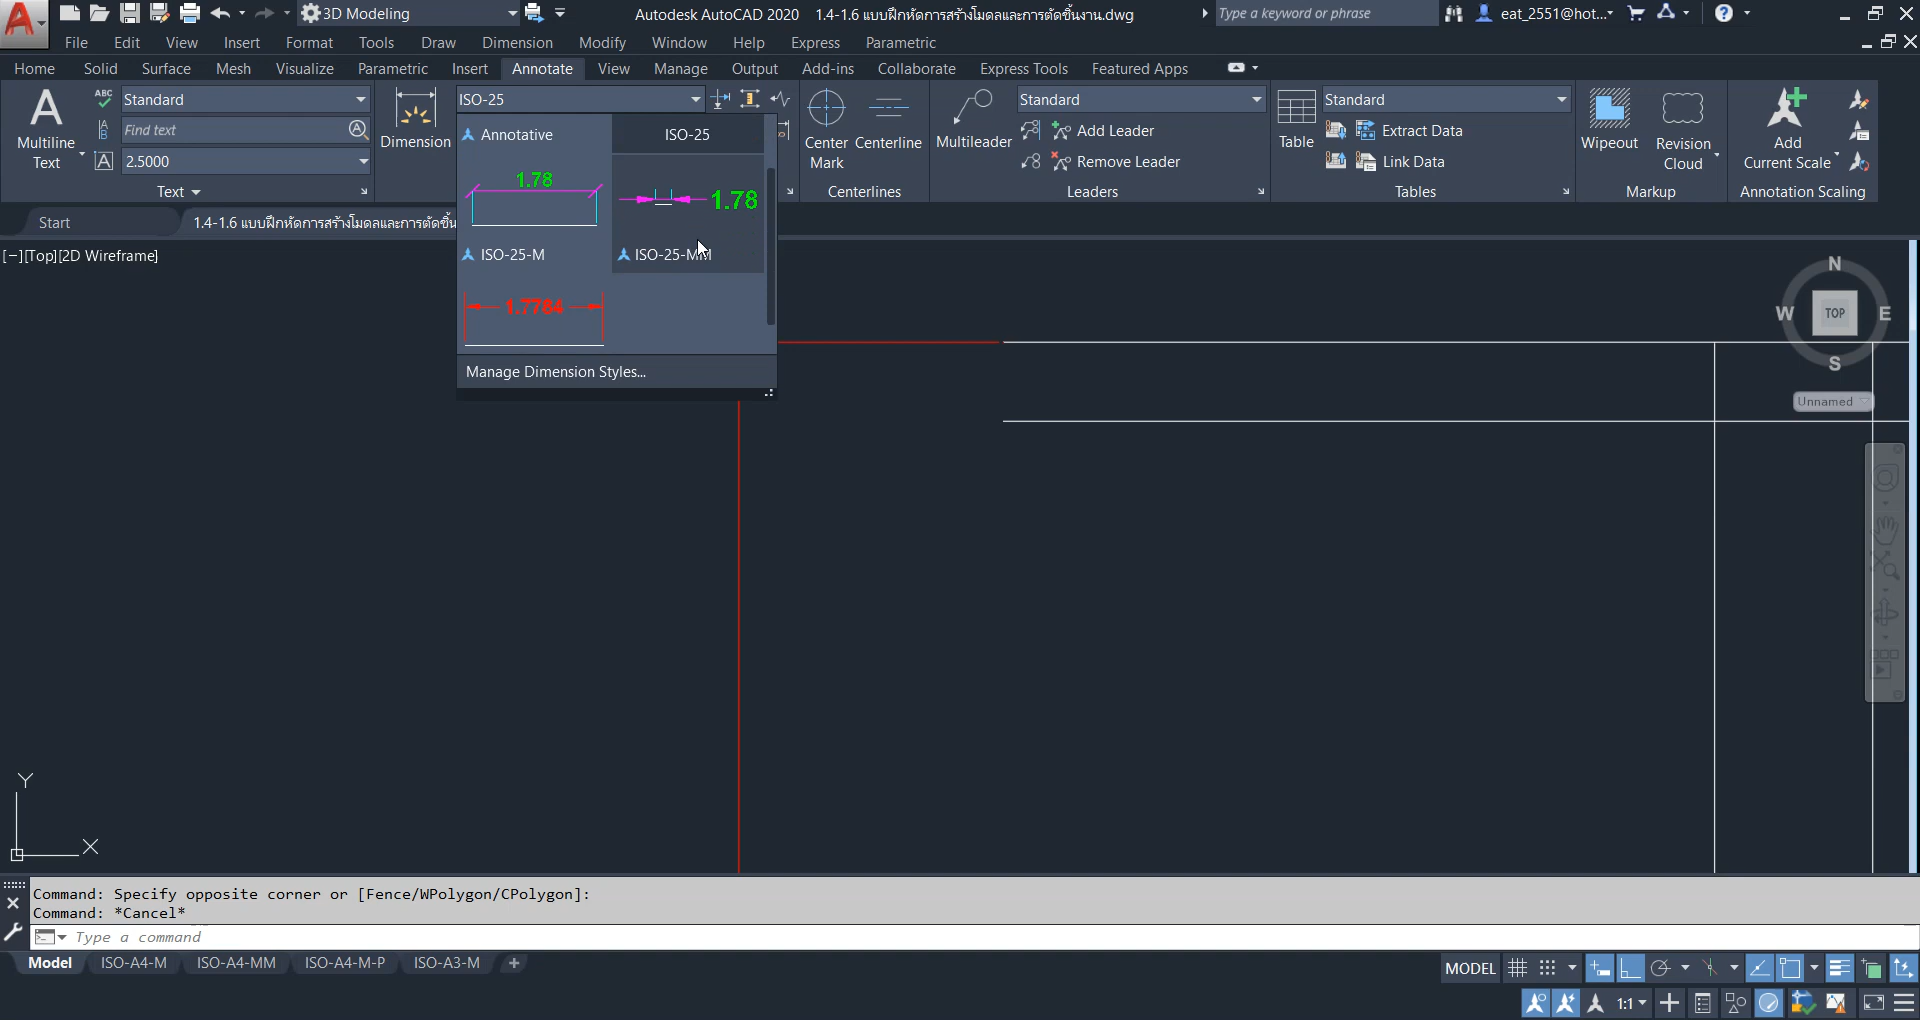 3D Modeling
Autodesk AutoCAD 2020 1.4-1.6 แบบฝึกหัดการสร้างโมดลและการตัดชิ้นงาน.dwg
Type a keyword or phrase
eat_2551@hot...
File Edit View Insert Format Tools Draw Dimension Modify Window Help Express Parametric
Home Solid Surface Mesh Visualize Parametric Insert Annotate View Manage Output Add-ins Collaborate Express Tools Featured Apps
ABC
Standard
Find text
2.5000
Multiline
Text
Text
Dimension
ISO-25
Center
Mark
Centerline
Centerlines
Multileader
Standard
Add Leader
Remove Leader
Leaders
Table
Standard
Extract Data
Link Data
Tables
Wipeout
Revision
Cloud
Markup
Add
Current Scale
Annotation Scaling
Start
1.4-1.6 แบบฝึกหัดการสร้างโมดลและการตัดชิ้น
Annotative ISO-25
1.78 1.78
ISO-25-M ISO-25-MM
1.7784
Manage Dimension Styles...
[−][Top][2D Wireframe]
N
W TOP E
S
Unnamed
Y
X
Command: Specify opposite corner or [Fence/WPolygon/CPolygon]:
Command: *Cancel*
Type a command
Model ISO-A4-M ISO-A4-MM ISO-A4-M-P ISO-A3-M
MODEL
1:1